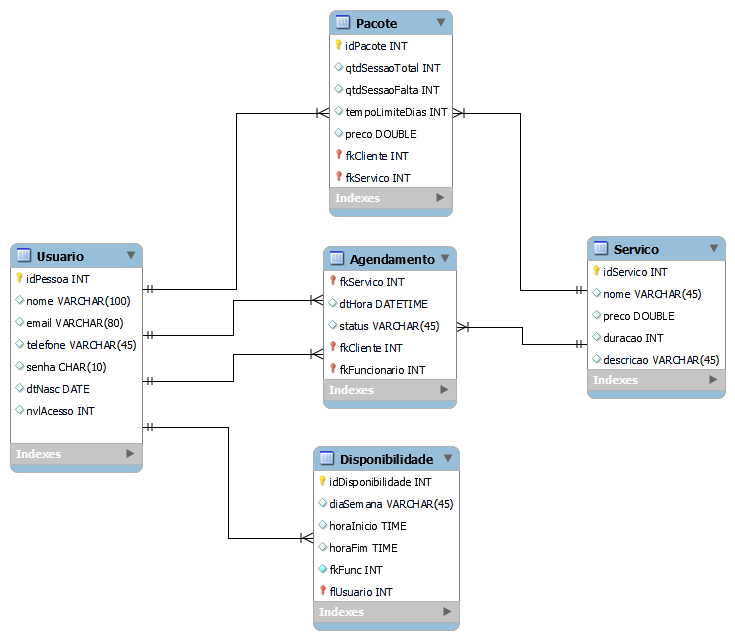 Pacote
idPacote INT
qtdSessaoTotal INT
qtdSessaoFalta INT
tempoLimiteDias INT
preco DOUBLE
fkCliente INT
fkServico INT
Indexes
Usuario
idPessoa INT
nome VARCHAR(100)
email VARCHAR(80)
telefone VARCHAR(45)
senha CHAR(10)
dtNasc DATE
nvlAcesso INT
Indexes
Agendamento
fkServico INT
dtHora DATETIME
status VARCHAR(45)
fkCliente INT
fkFuncionario INT
Indexes
Servico
idServico INT
nome VARCHAR(45)
preco DOUBLE
duracao INT
descricao VARCHAR(45)
Indexes
Disponibilidade
idDisponibilidade INT
diaSemana VARCHAR(45)
horaInicio TIME
horaFim TIME
fkFunc INT
flUsuario INT
Indexes